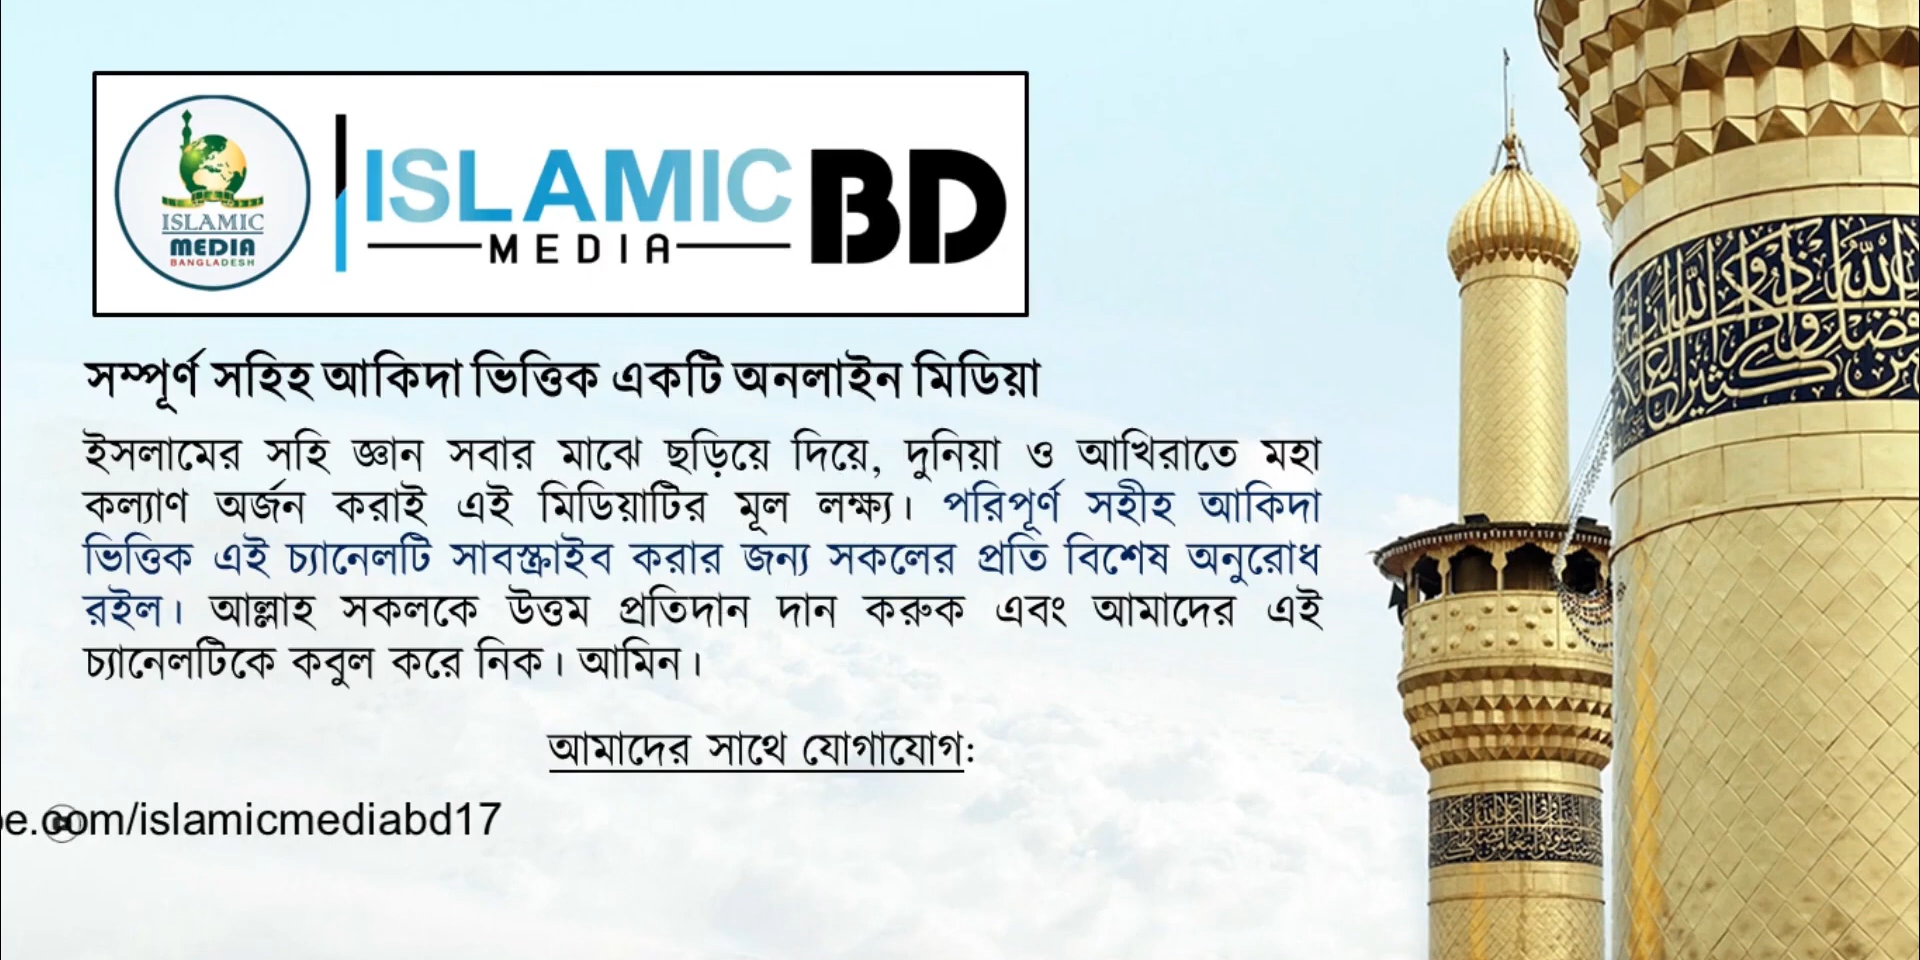 ISLAMIC
MEDIA
BANGLADESH
ISLAMIC BD
MEDIA
সম্পূর্ণ সহিহ আকিদা ভিত্তিক একটি অনলাইন মিডিয়া
ইসলামের সহি জ্ঞান সবার মাঝে ছড়িয়ে দিয়ে, দুনিয়া ও আখিরাতে মহা
কল্যাণ অর্জন করাই এই মিডিয়াটির মূল লক্ষ্য। পরিপূর্ণ সহীহ আকিদা
ভিত্তিক এই চ্যানেলটি সাবস্ক্রাইব করার জন্য সকলের প্রতি বিশেষ অনুরোধ
রইল। আল্লাহ সকলকে উত্তম প্রতিদান দান করুক এবং আমাদের এই
চ্যানেলটিকে কবুল করে নিক। আমিন।
আমাদের সাথে যোগাযোগ:
be.com/islamicmediabd17